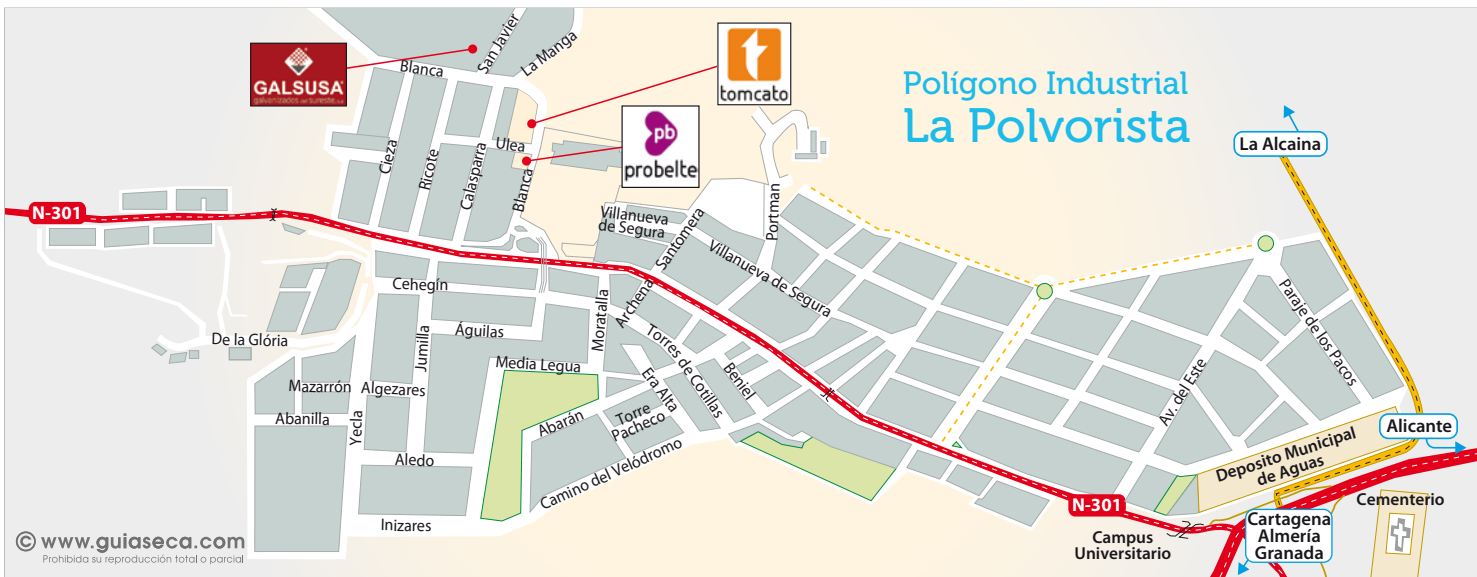 Polígono Industrial
La Polvorista
GALSUSA
galvanizados del sureste, s.a.
tomcato
pb
probelte
San Javier
La Manga
Blanca
Cieza
Ricote
Calasparra
Ulea
Blanca
N-301
Villanueva
de Segura
Santomera
Portman
Villanueva de Segura
La Alcaina
Cehegín
Archena
Moratalla
Águilas
Jumilla
De la Glória
Media Legua
Torres de Cotillas
Beniel
Era Alta
Mazarrón
Algezares
Abanilla
Yecla
Abarán
Torre
Pacheco
Aledo
Camino del Velódromo
Inizares
Paraje de los Pacos
Av. del Este
Deposito Municipal
de Aguas
Alicante
N-301
Campus
Universitario
Cartagena
Almería
Granada
Cementerio
© www.guiaseca.com
Prohibida su reproducción total o parcial